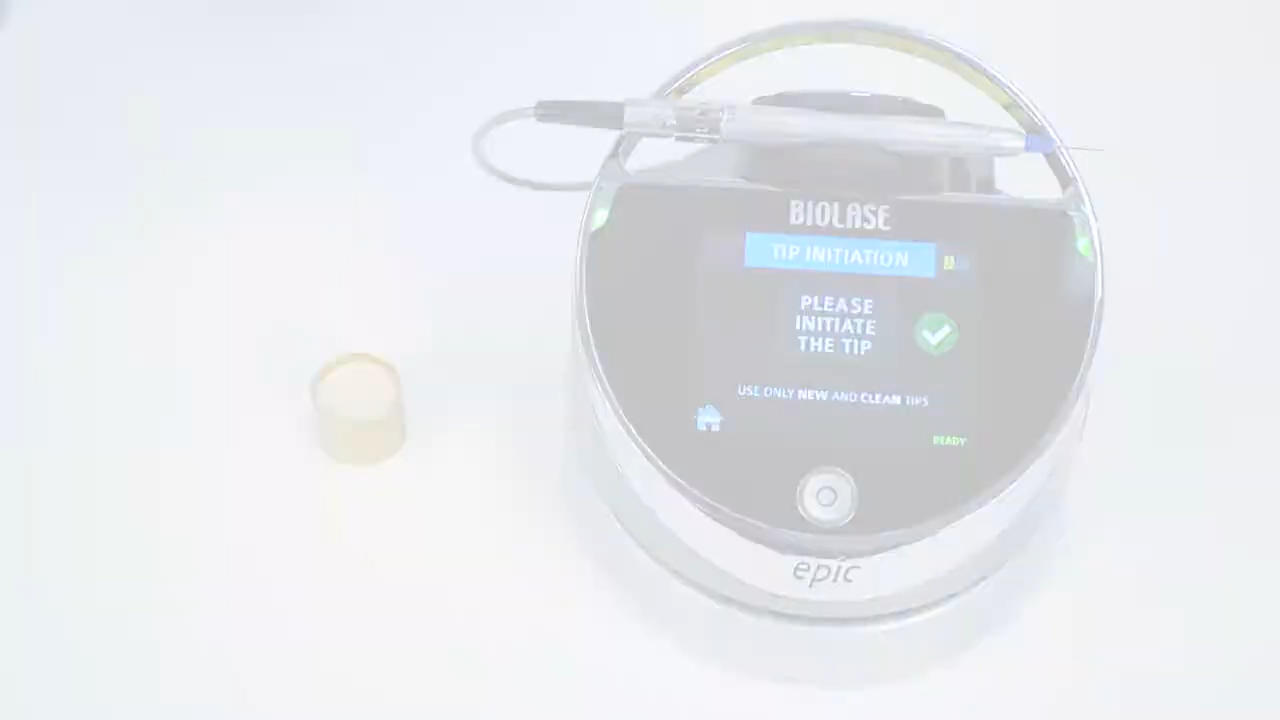 BIOLASE
TIP INITIATION
PLEASE
INITIATE
THE TIP
USE ONLY NEW AND CLEAN TIPS
READY
epic